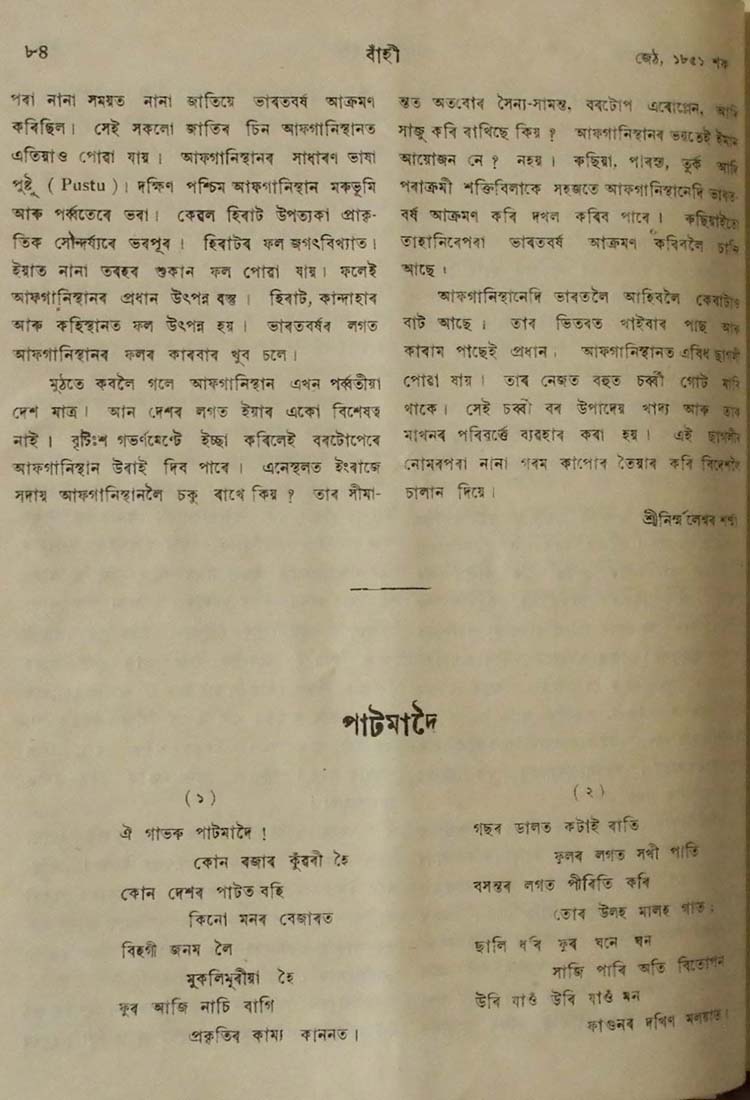 ৮৪
বাঁহী
জেঠ, ১৮৫১ শক
পৰা নানা সময়ত নানা জাতিয়ে ভাৰতবৰ্ষ আক্ৰমণ
কৰিছিল। সেই সকলো জাতিৰ চিন আফগানিস্থানত
এতিয়াও পোৱা যায়। আফগানিস্থানৰ সাধাৰণ ভাষা
পুষ্টু ( Pustu )। দক্ষিণ পশ্চিম আফগানিস্থান মৰুভূমি
আৰু পৰ্ব্বতেৰে ভৰা। কেৱল হিৰাট উপত্যকা প্ৰাকৃ-
তিক সৌন্দৰ্য্যৰে ভৰপূৰ। হিৰাটৰ ফল জগৎবিখ্যাত।
ইয়াত নানা তৰহৰ শুকান ফল পোৱা যায়। ফলেই
আফগানিস্থানৰ প্ৰধান উৎপন্ন বস্তু। হিৰাট, কান্দাহাৰ
আৰু কহিস্থানত ফল উৎপন্ন হয়। ভাৰতবৰ্ষৰ লগত
আফগানিস্থানৰ ফলৰ কাৰবাৰ খুব চলে।
মুঠতে কবলৈ গলে আফগানিস্থান এখন পৰ্ব্বতীয়া
দেশ মাত্ৰ। আন দেশৰ লগত ইয়াৰ একো বিশেষত্ব
নাই। বৃটিঃশ গভৰ্ণমেণ্টে ইচ্ছা কৰিলেই বৰটোপেৰে
আফগানিস্থান উৰাই দিব পাৰে। এনেস্থলত ইংৰাজে
সদায় আফগানিস্থানলৈ চকু ৰাখে কিয়? তাৰ সীমা-
ন্তত অতবোৰ সৈন্য-সামন্ত, বৰটোপ এৰোপ্লেন, আদি
সাজু কৰি ৰাখিছে কিয়? আফগানিস্থানৰ ভয়তেই ইমান
আয়োজন নে? নহয়। ৰুছিয়া, পাৰস্য, তুৰ্ক আদি
পৰাক্ৰমী শক্তিবিলাকে সহজতে আফগানিস্থানেদি ভাৰত-
বৰ্ষ আক্ৰমণ কৰি দখল কৰিব পাৰে। ৰুছিয়াইতো
তাহানিৰেপৰা ভাৰতবৰ্ষ আক্ৰমণ কৰিবলৈ চাই
আছে।
আফগানিস্থানেদি ভাৰতলৈ আহিবলৈ কেবাটাও
বাট আছে। তাৰ ভিতৰত খাইবাৰ পাছ আৰু
কাৰাম পাছেই প্ৰধান। আফগানিস্থানত এবিধ ছাগলী
পোৱা যায়। তাৰ নেজত বহুত চৰ্ব্বী গোট মাৰি
থাকে। সেই চৰ্ব্বী বৰ উপাদেয় খাদ্য আৰু তাৰ
মাখনৰ পৰিৱৰ্ত্তে ব্যৱহাৰ কৰা হয়। এই ছাগলীৰ
নোমৰপৰা নানা গৰম কাপোৰ তৈয়াৰ কৰি বিদেশলৈ
চালান দিয়ে।
শ্ৰীনিৰ্ম্মলেশ্বৰ শৰ্ম্মা
পাটমাদৈ
( ১ )
ঐ গাভৰু পাটমাদৈ!
কোন ৰজাৰ কুঁৱৰী হৈ
কোন দেশৰ পাটত বহি
কিনো মনৰ বেজাৰত
বিহগী জনম লৈ
মুকলিমূৰীয়া হৈ
ফুৰ আজি নাচি বাগি
প্ৰকৃতিৰ কাম্য কাননত।
( ২ )
গছৰ ডালত কটাই ৰাতি
ফুলৰ লগত সখী পাতি
বসন্তৰ লগত পীৰিতি কৰি
তোৰ উলহ মালহ গাত;
ছালি ধৰি ফুৰ ঘনে ঘন
সাজি পাৰি অতি বিতোপন
উৰি যাওঁ উৰি যাওঁ মন
ফাগুনৰ দখিণ মলয়াত।